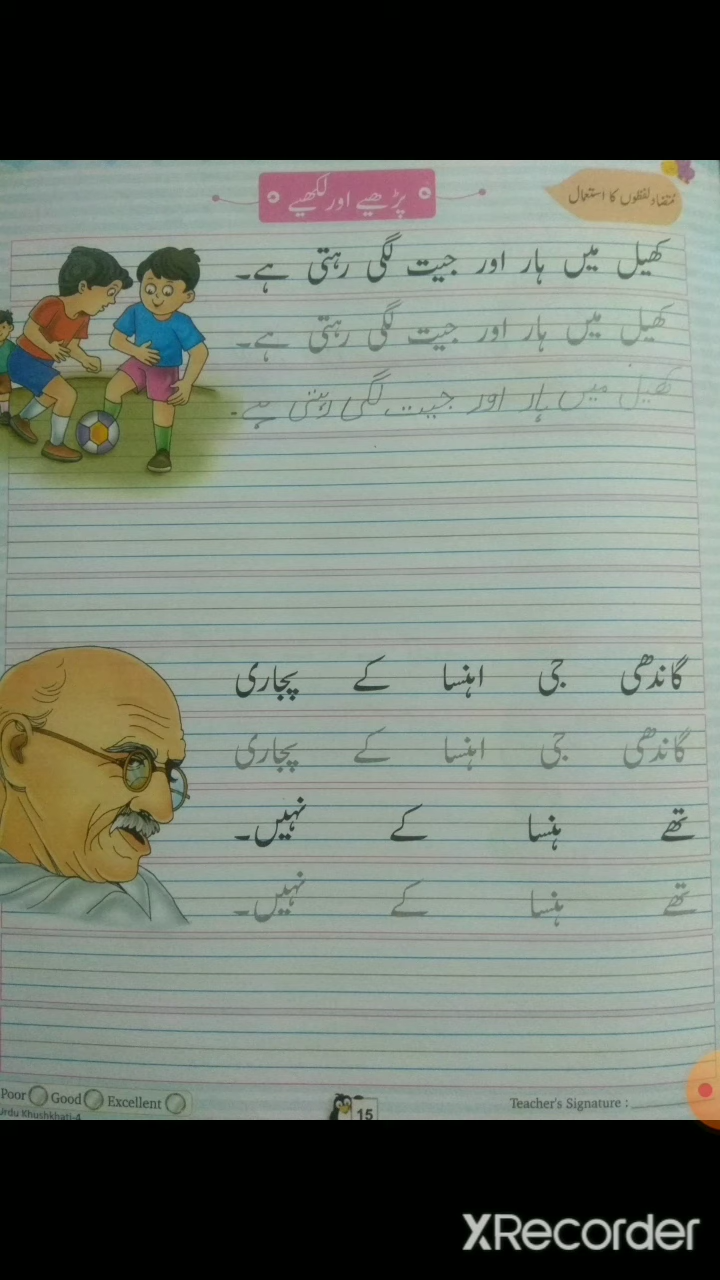 متضاد لفظوں کا استعمال
پڑھیے اور لکھیے
کھیل میں ہار اور جیت لگی رہتی ہے۔
کھیل میں ہار اور جیت لگی رہتی ہے۔
کھیل میں ہار اور جیت لگی رہتی ہے۔
گاندھی جی اہنسا کے پجاری
گاندھی جی اہنسا کے پجاری
تھے ہنسا کے نہیں۔
تھے ہنسا کے نہیں۔
Poor Good Excellent
Urdu Khushkhati-4
15
Teacher's Signature :
XRecorder